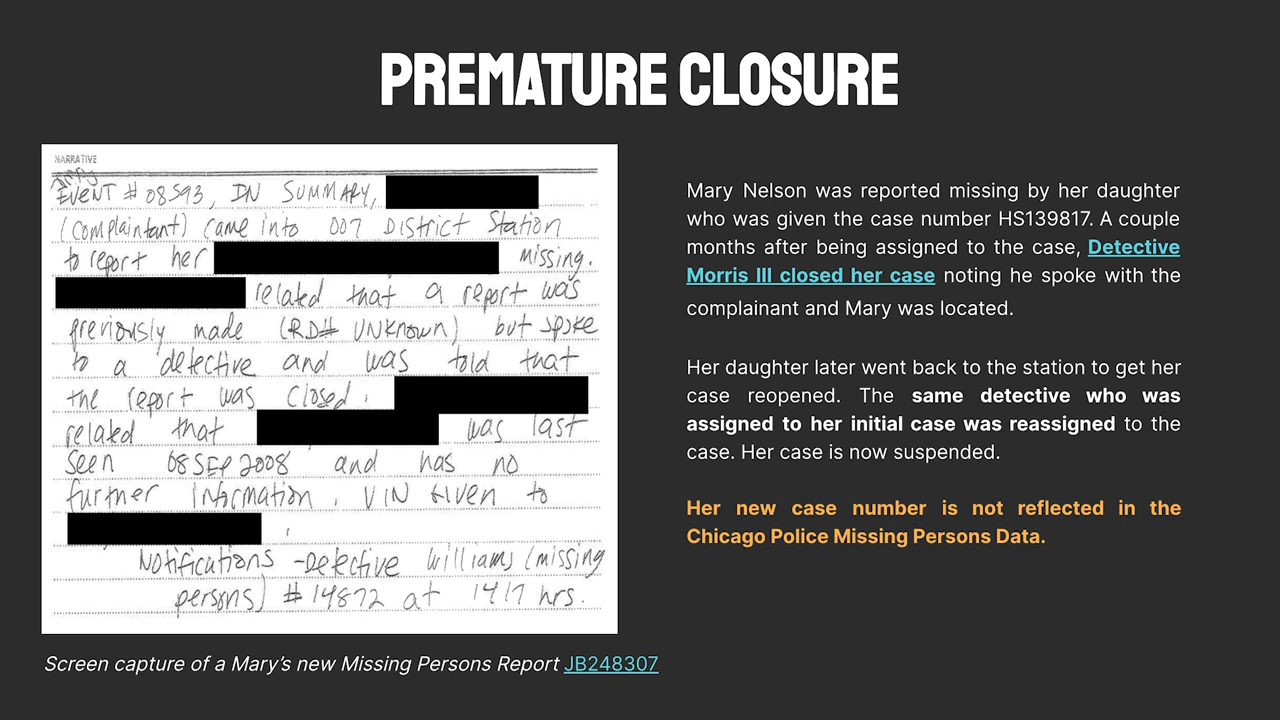 PREMATURE CLOSURE
NARRATIVE
EVENT # 08593, IN SUMMARY,
(complaintant) came into 007 District Station
to report her missing.
related that a report was
previously made (RD# UNKNOWN) but spoke
to a detective and was told that
the report was closed.
related that was last
seen 08 SEP 2008 and has no
further information. VIN given to
Notifications - Detective Williams (missing
persons) #14872 at 1417 hrs.
Screen capture of a Mary’s new Missing Persons Report JB248307
Mary Nelson was reported missing by her daughter
who was given the case number HS139817. A couple
months after being assigned to the case, Detective
Morris III closed her case noting he spoke with the
complainant and Mary was located.
Her daughter later went back to the station to get her
case reopened. The same detective who was
assigned to her initial case was reassigned to the
case. Her case is now suspended.
Her new case number is not reflected in the
Chicago Police Missing Persons Data.